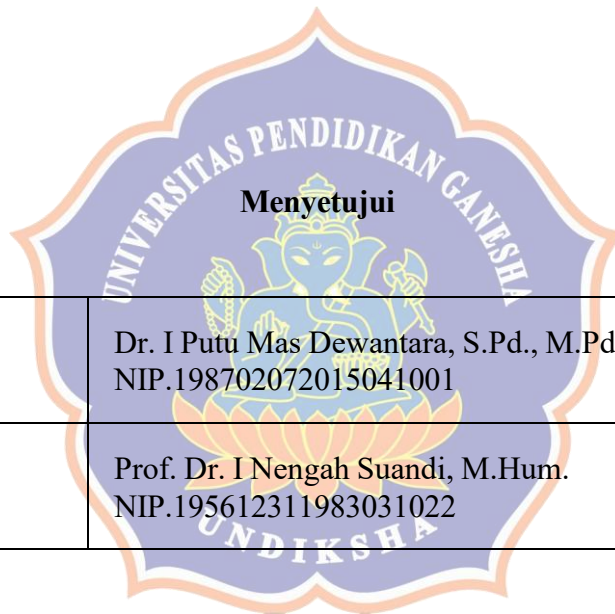 UNIVERSITAS PENDIDIKAN GANESHA
Menyetujui
Dr. I Putu Mas Dewantara, S.Pd., M.Pd
NIP.198702072015041001
Prof. Dr. I Nengah Suandi, M.Hum.
NIP.195612311983031022
UNDIKSHA